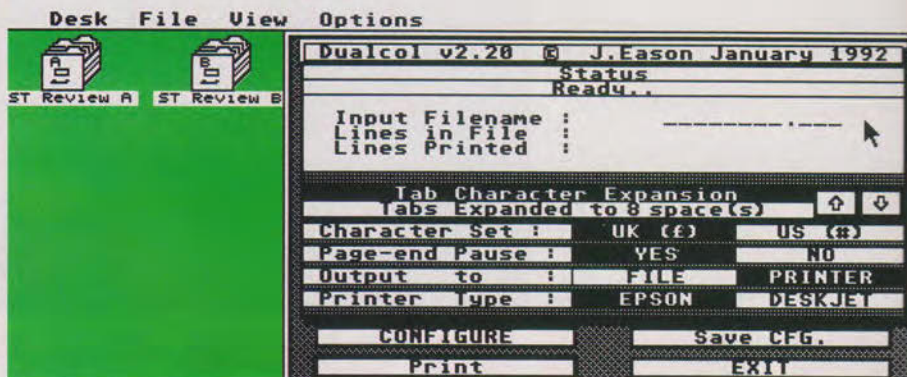 Desk File View Options
A
B
ST Review A ST Review B
Dualcol v2.20 © J.Eason January 1992
Status
Ready..
Input Filename : ________.___
Lines in File :
Lines Printed :
Tab Character Expansion
Tabs Expanded to 8 space(s)
Character Set : UK (£) US (#)
Page-end Pause : YES NO
Output to : FILE PRINTER
Printer Type : EPSON DESKJET
CONFIGURE Save CFG.
Print EXIT